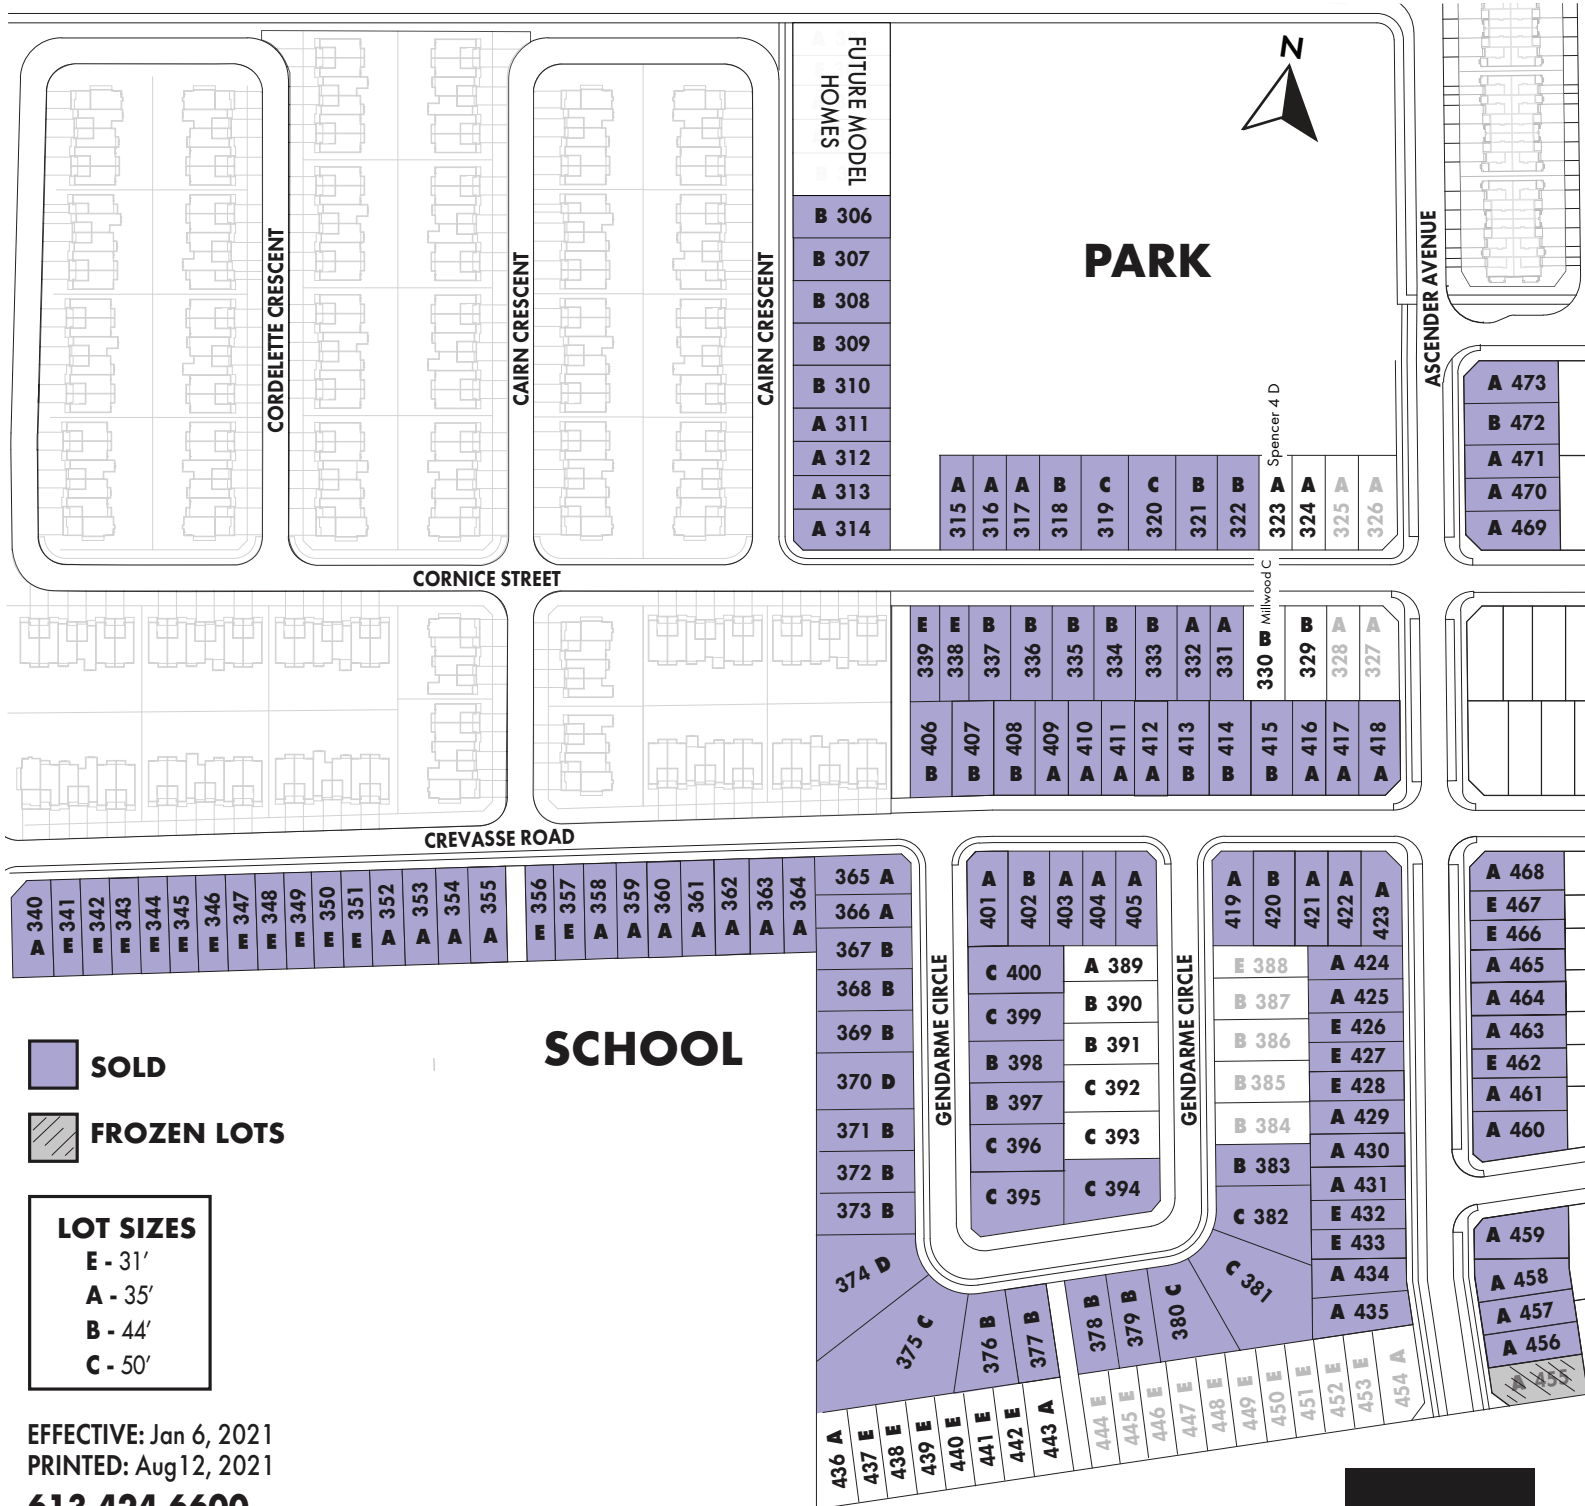 FUTURE MODEL
HOMES
N
PARK
CORDELETTE CRESCENT
CAIRN CRESCENT
CAIRN CRESCENT
ASCENDER AVENUE
B 306
B 307
B 308
B 309
B 310
A 311
A 312
A 313
A 314
A 473
B 472
A 471
A 470
A 469
Spencer 4 D
315 A
316 A
317 A
318 B
319 C
320 C
321 B
322 B
323 A
324 A
325 A
326 A
CORNICE STREET
Millwood C
339 E
338 E
337 B
336 B
335 B
334 B
333 B
332 A
331 A
330 B
329 B
328 A
327 A
B 406
B 407
B 408
A 409
A 410
A 411
A 412
B 413
B 414
B 415
A 416
A 417
A 418
CREVASSE ROAD
A 340
E 341
E 342
E 343
E 344
E 345
E 346
E 347
E 348
E 349
E 350
E 351
A 352
A 353
A 354
A 355
E 356
E 357
A 358
A 359
A 360
A 361
A 362
A 363
A 364
365 A
366 A
367 B
368 B
369 B
370 D
371 B
372 B
373 B
374 D
375 C
376 B
377 B
378 B
379 B
380 C
C 381
C 382
B 383
B 384
B 385
B 386
B 387
E 388
GENDARME CIRCLE
GENDARME CIRCLE
401 A
402 B
403 A
404 A
405 A
C 400
C 399
B 398
B 397
C 396
C 395
A 389
B 390
B 391
C 392
C 393
C 394
419 A
420 B
421 A
422 A
423 A
A 424
A 425
E 426
E 427
E 428
A 429
A 430
A 431
E 432
E 433
A 434
A 435
A 468
E 467
E 466
A 465
A 464
A 463
E 462
A 461
A 460
A 459
A 458
A 457
A 456
A 455
436 A
437 E
438 E
439 E
440 E
441 E
442 E
443 A
444 E
445 E
446 E
447 E
448 E
449 E
450 E
451 E
452 E
453 E
454 A
SCHOOL
SOLD
FROZEN LOTS
LOT SIZES
E - 31′
A - 35′
B - 44′
C - 50′
EFFECTIVE: Jan 6, 2021
PRINTED: Aug12, 2021
613 424 6600